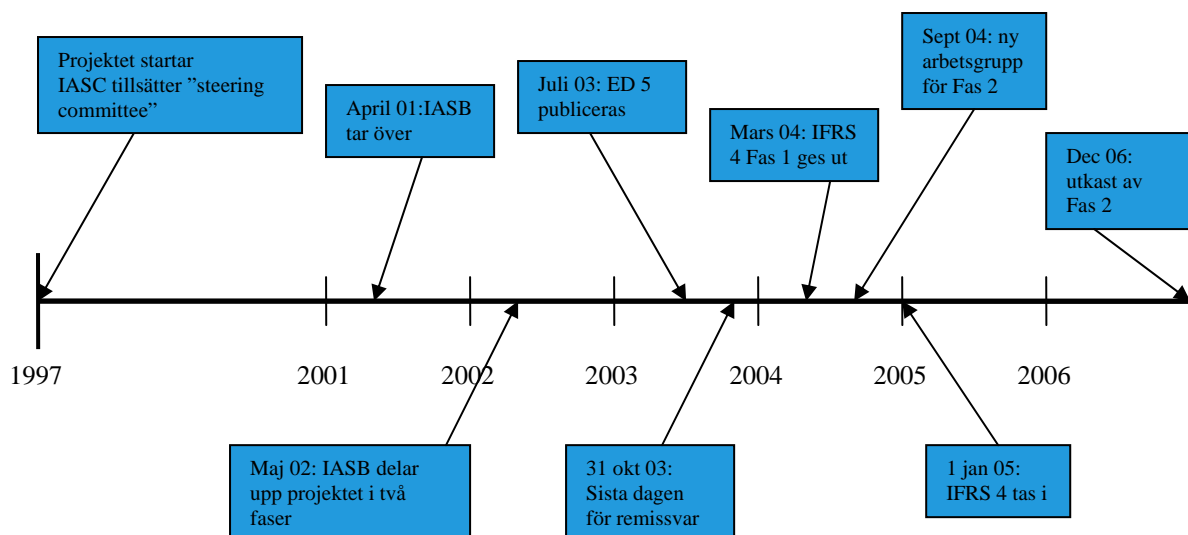 Projektet startar
IASC tillsätter ”steering
committee”
April 01:IASB
tar över
Juli 03: ED 5
publiceras
Mars 04: IFRS
4 Fas 1 ges ut
Sept 04: ny
arbetsgrupp
för Fas 2
Dec 06:
utkast av
Fas 2
1997
2001
2002
2003
2004
2005
2006
Maj 02: IASB delar
upp projektet i två
faser
31 okt 03:
Sista dagen
för remissvar
1 jan 05:
IFRS 4 tas i